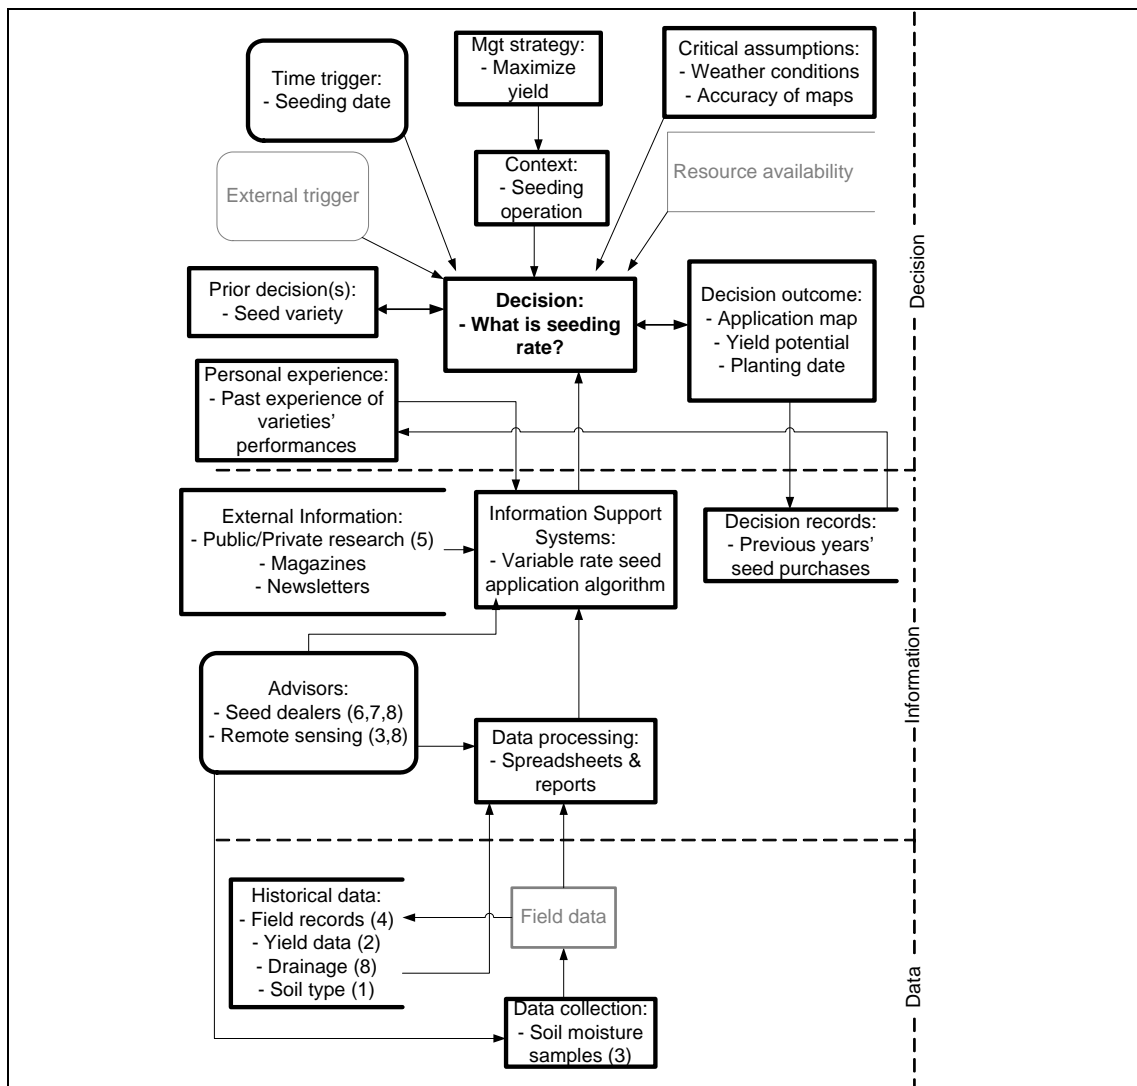 Time trigger:
- Seeding date
Mgt strategy:
- Maximize
yield
Critical assumptions:
- Weather conditions
- Accuracy of maps
External trigger
Context:
- Seeding
operation
Resource availability
Decision
Prior decision(s):
- Seed variety
Decision:
- What is seeding
rate?
Decision outcome:
- Application map
- Yield potential
- Planting date
Personal experience:
- Past experience of
varieties'
performances
External Information:
- Public/Private research (5)
- Magazines
- Newsletters
Information Support
Systems:
- Variable rate seed
application algorithm
Decision records:
- Previous years'
seed purchases
Information
Advisors:
- Seed dealers (6,7,8)
- Remote sensing (3,8)
Data processing:
- Spreadsheets &
reports
Historical data:
- Field records (4)
- Yield data (2)
- Drainage (8)
- Soil type (1)
Field data
Data
Data collection:
- Soil moisture
samples (3)